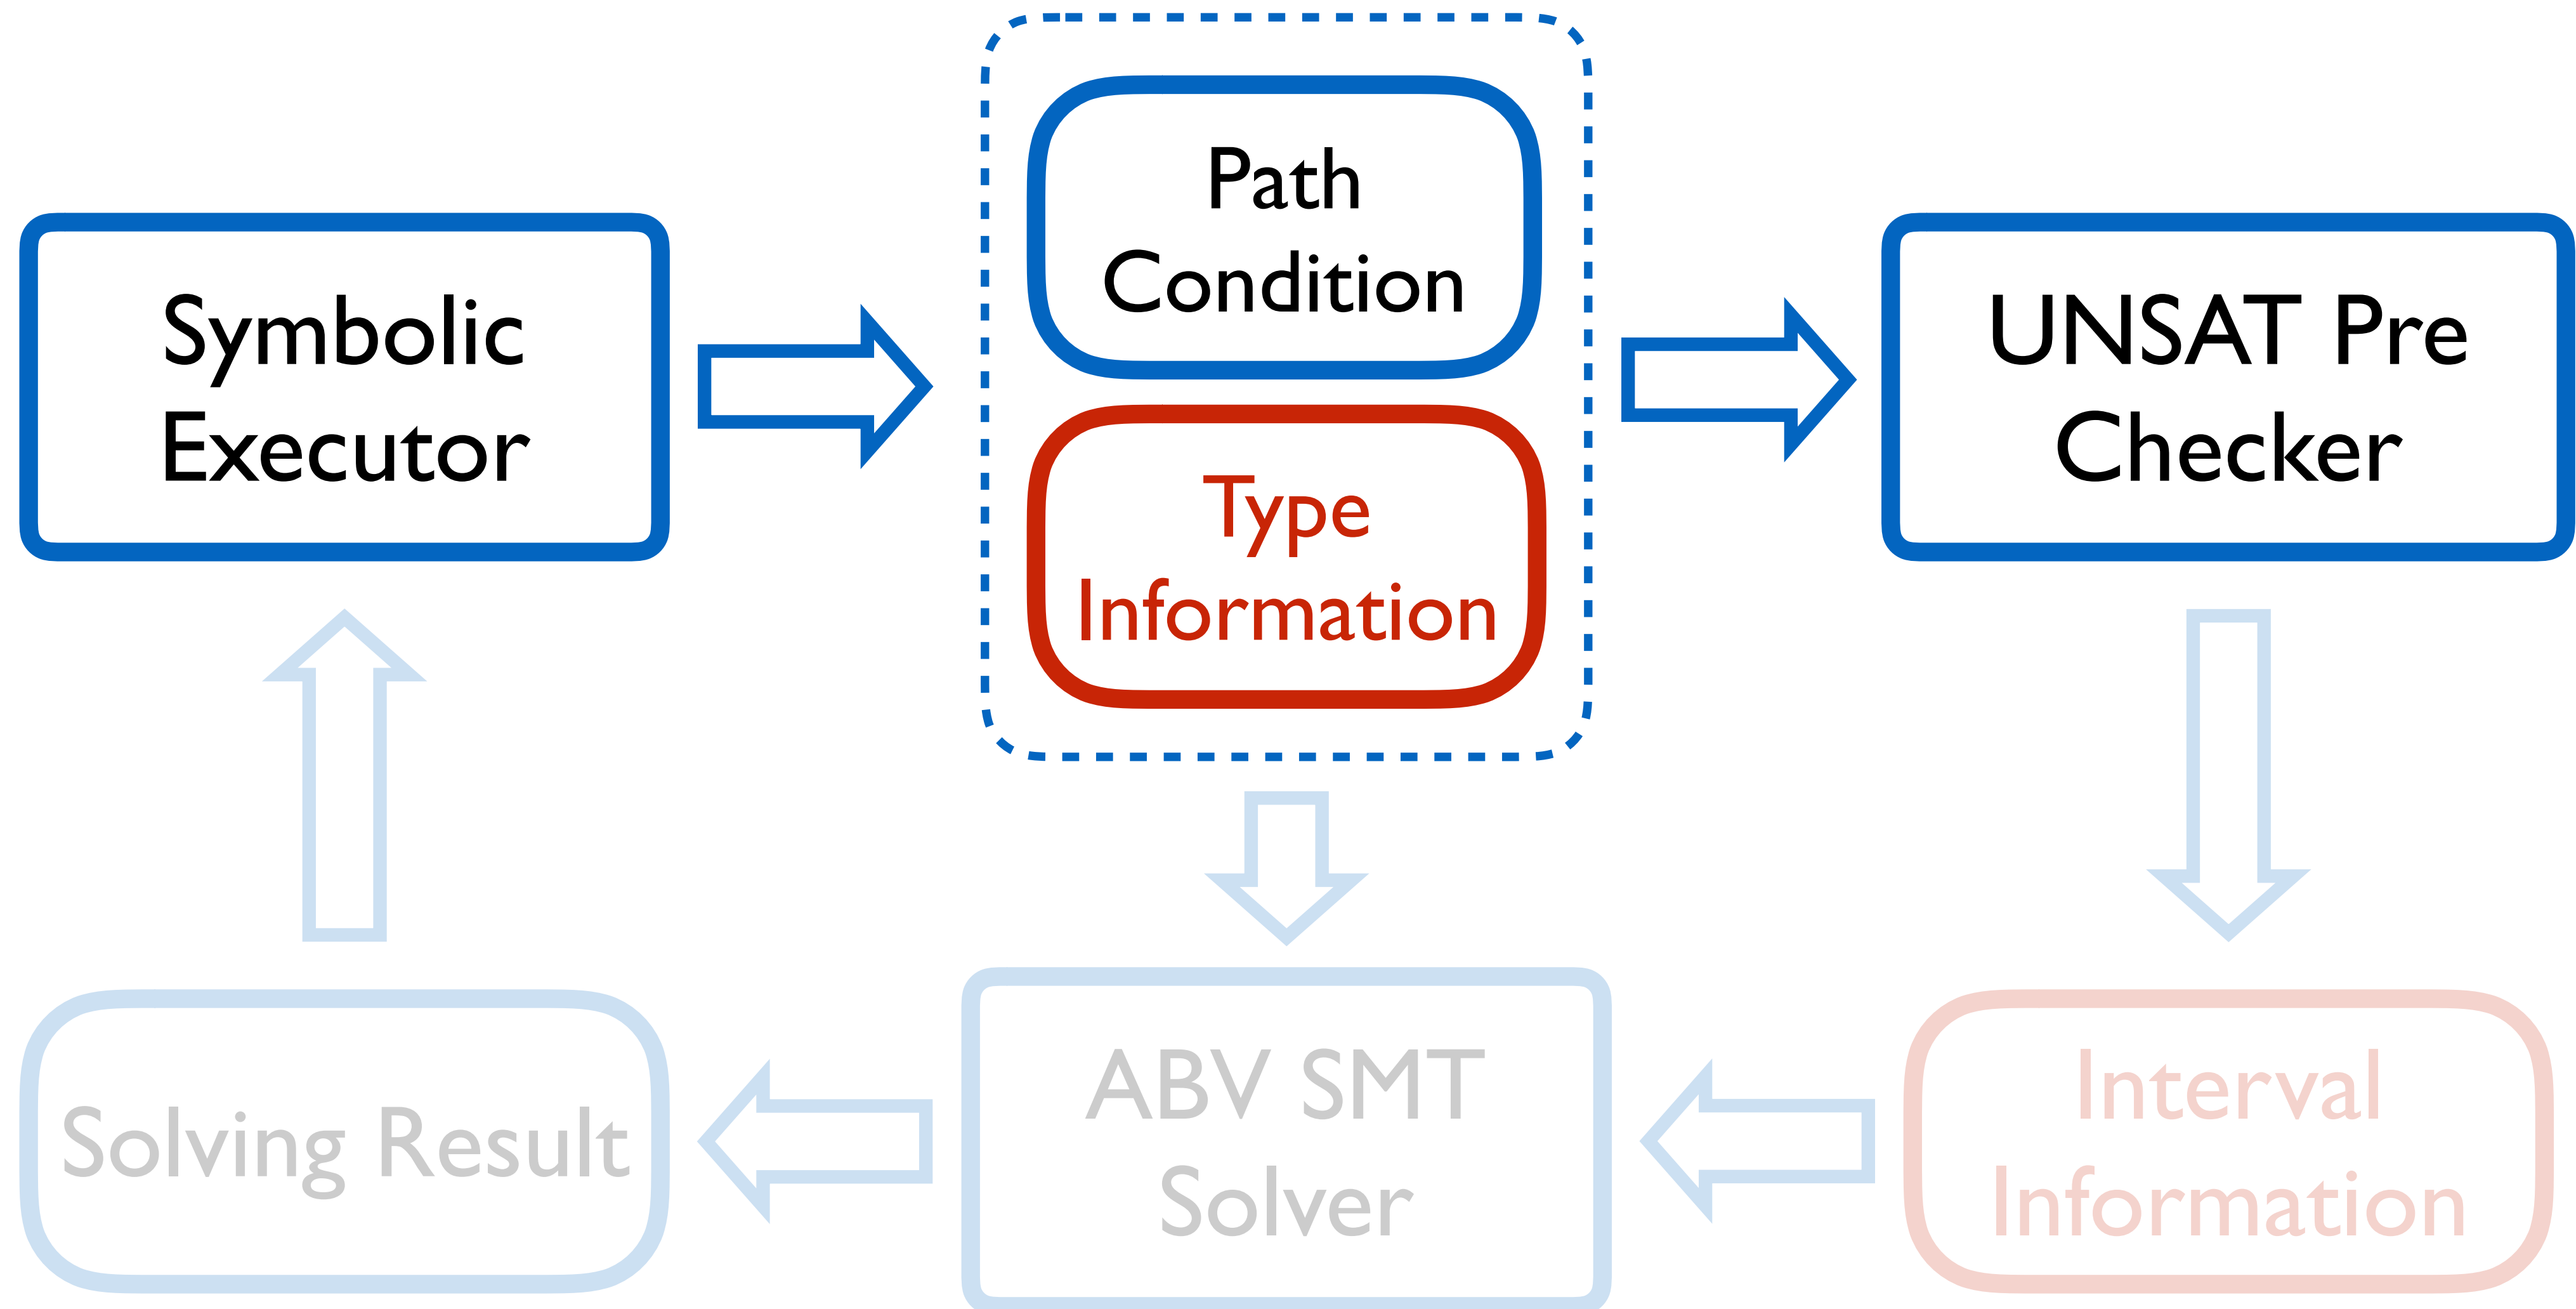 Path
Condition
Symbolic
Executor
UNSAT Pre
Checker
Type
Information
Solving Result
ABV SMT
Solver
Interval
Information